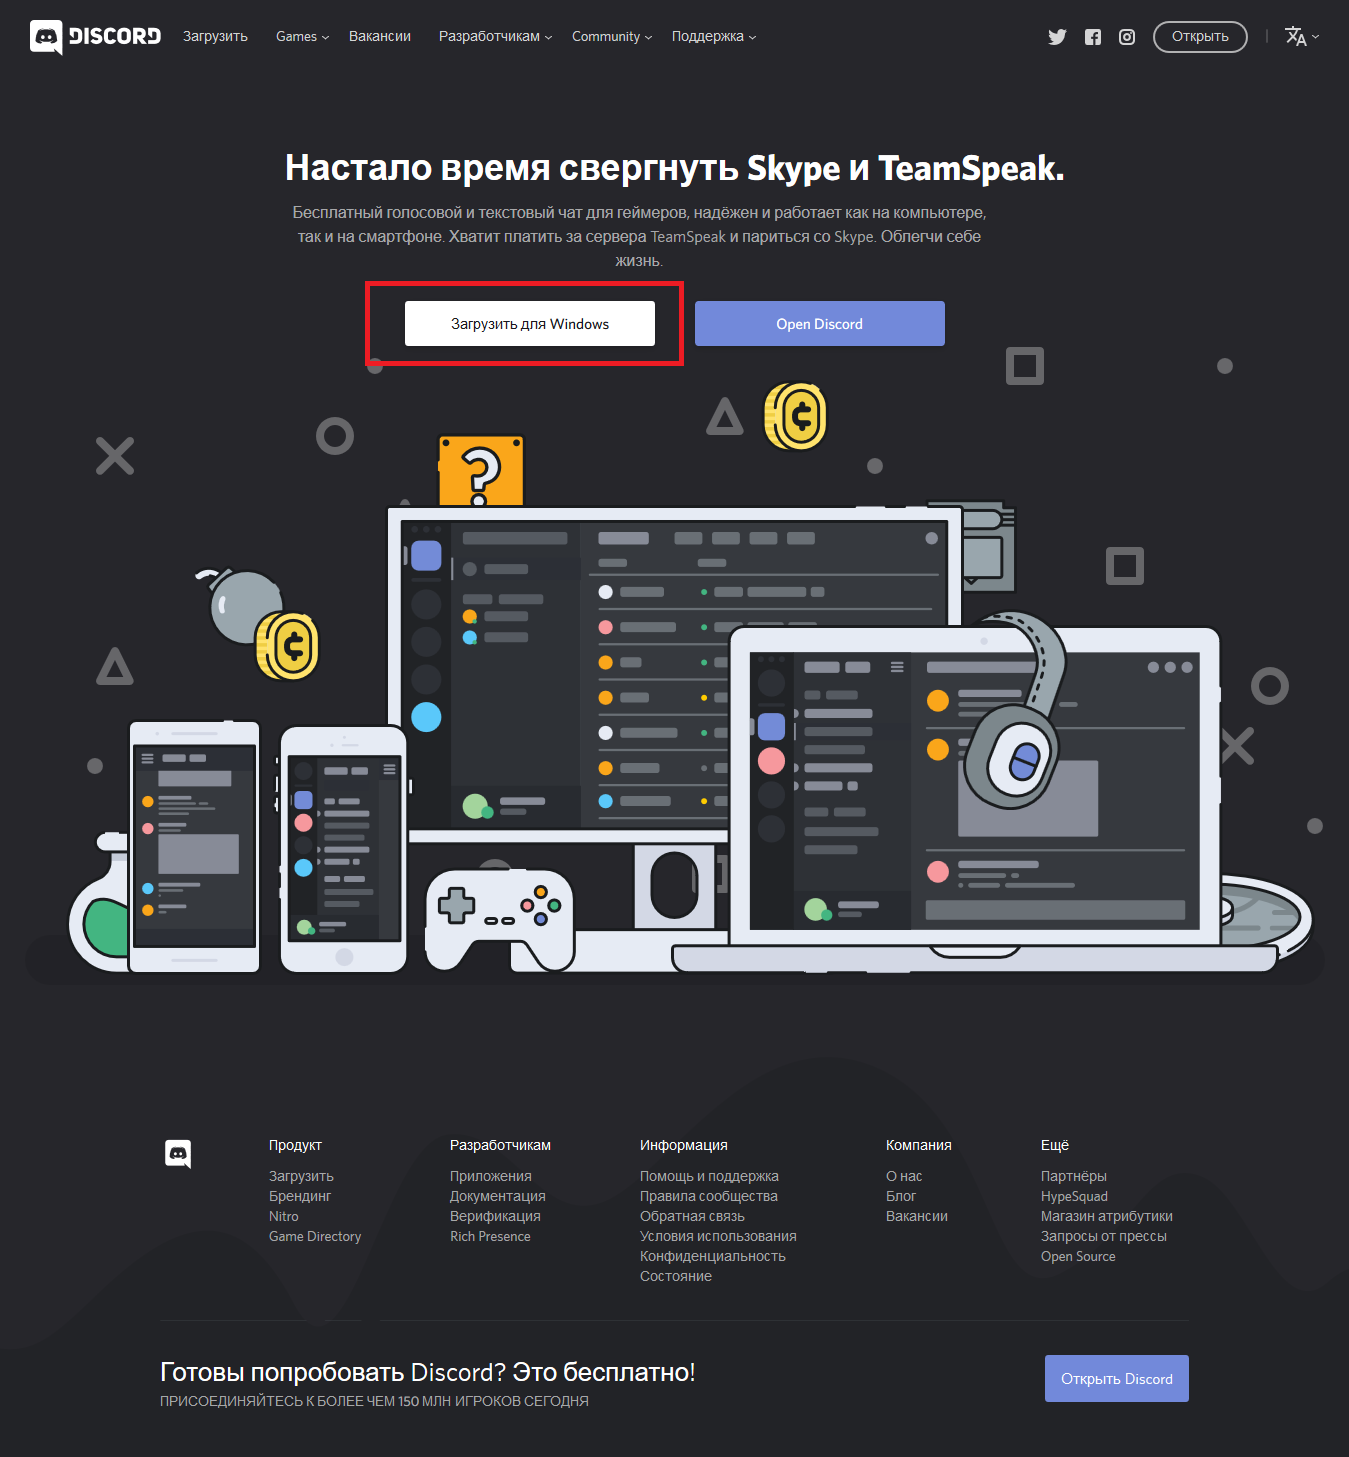 DISCORD
Загрузить
Games
Вакансии
Разработчикам
Community
Поддержка
Открыть
Настало время свергнуть Skype и TeamSpeak.
Бесплатный голосовой и текстовый чат для геймеров, надёжен и работает как на компьютере,
так и на смартфоне. Хватит платить за сервера TeamSpeak и париться со Skype. Облегчи себе
жизнь.
Загрузить для Windows
Open Discord
Продукт
Загрузить
Брендинг
Nitro
Game Directory
Разработчикам
Приложения
Документация
Верификация
Rich Presence
Информация
Помощь и поддержка
Правила сообщества
Обратная связь
Условия использования
Конфиденциальность
Состояние
Компания
О нас
Блог
Вакансии
Ещё
Партнёры
HypeSquad
Магазин атрибутики
Запросы от прессы
Open Source
Готовы попробовать Discord? Это бесплатно!
ПРИСОЕДИНЯЙТЕСЬ К БОЛЕЕ ЧЕМ 150 МЛН ИГРОКОВ СЕГОДНЯ
Открыть Discord